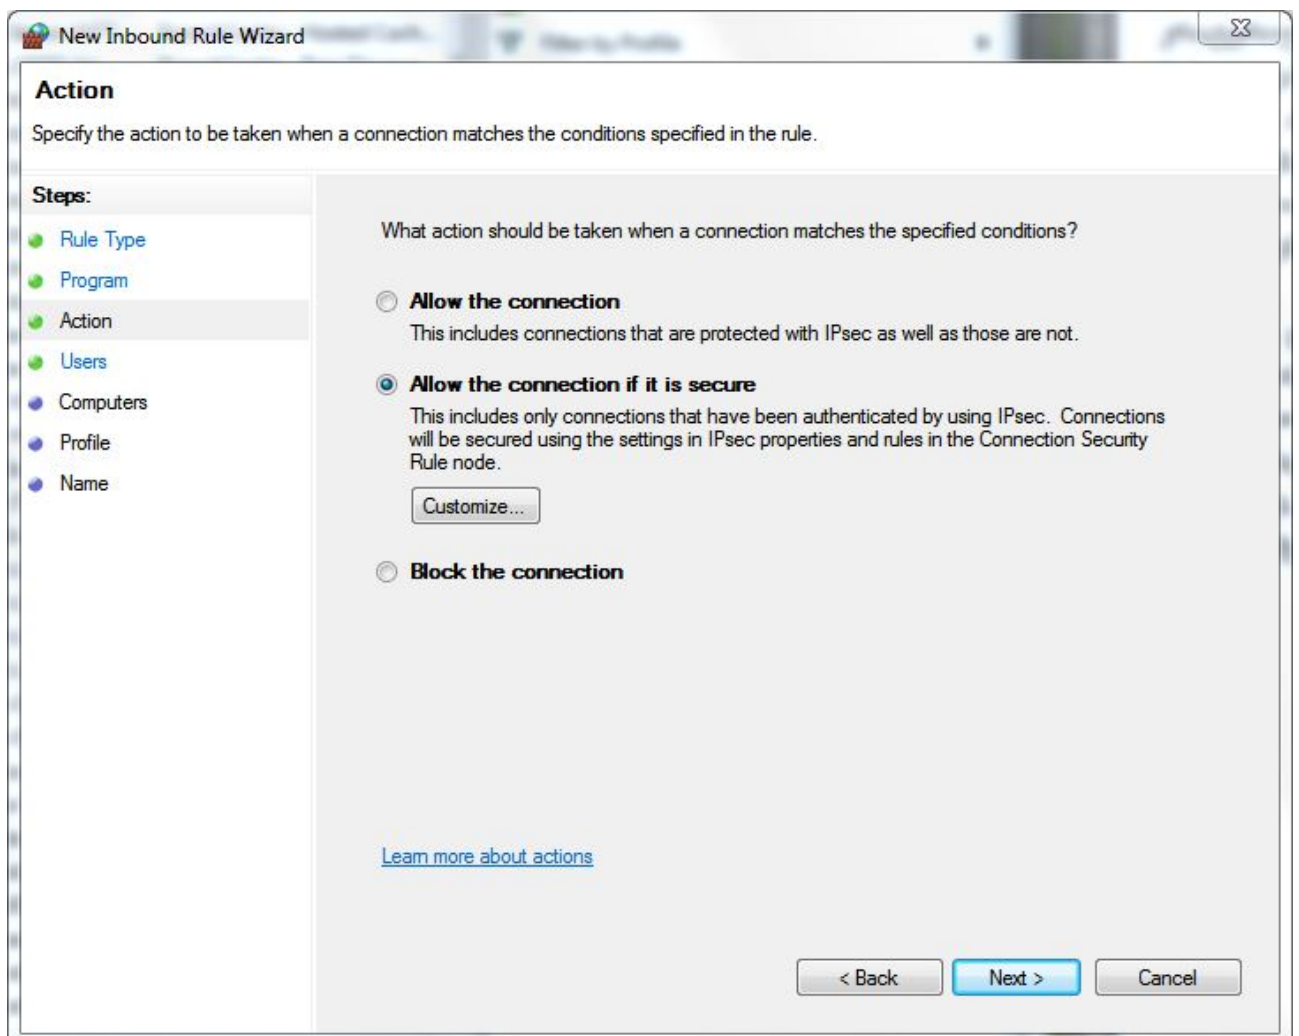 New Inbound Rule Wizard
Filter by Profile
Action
Specify the action to be taken when a connection matches the conditions specified in the rule.
Steps:
Rule Type
Program
Action
Users
Computers
Profile
Name
What action should be taken when a connection matches the specified conditions?
Allow the connection
This includes connections that are protected with IPsec as well as those are not.
Allow the connection if it is secure
This includes only connections that have been authenticated by using IPsec. Connections
will be secured using the settings in IPsec properties and rules in the Connection Security
Rule node.
Customize...
Block the connection
Learn more about actions
< Back
Next >
Cancel